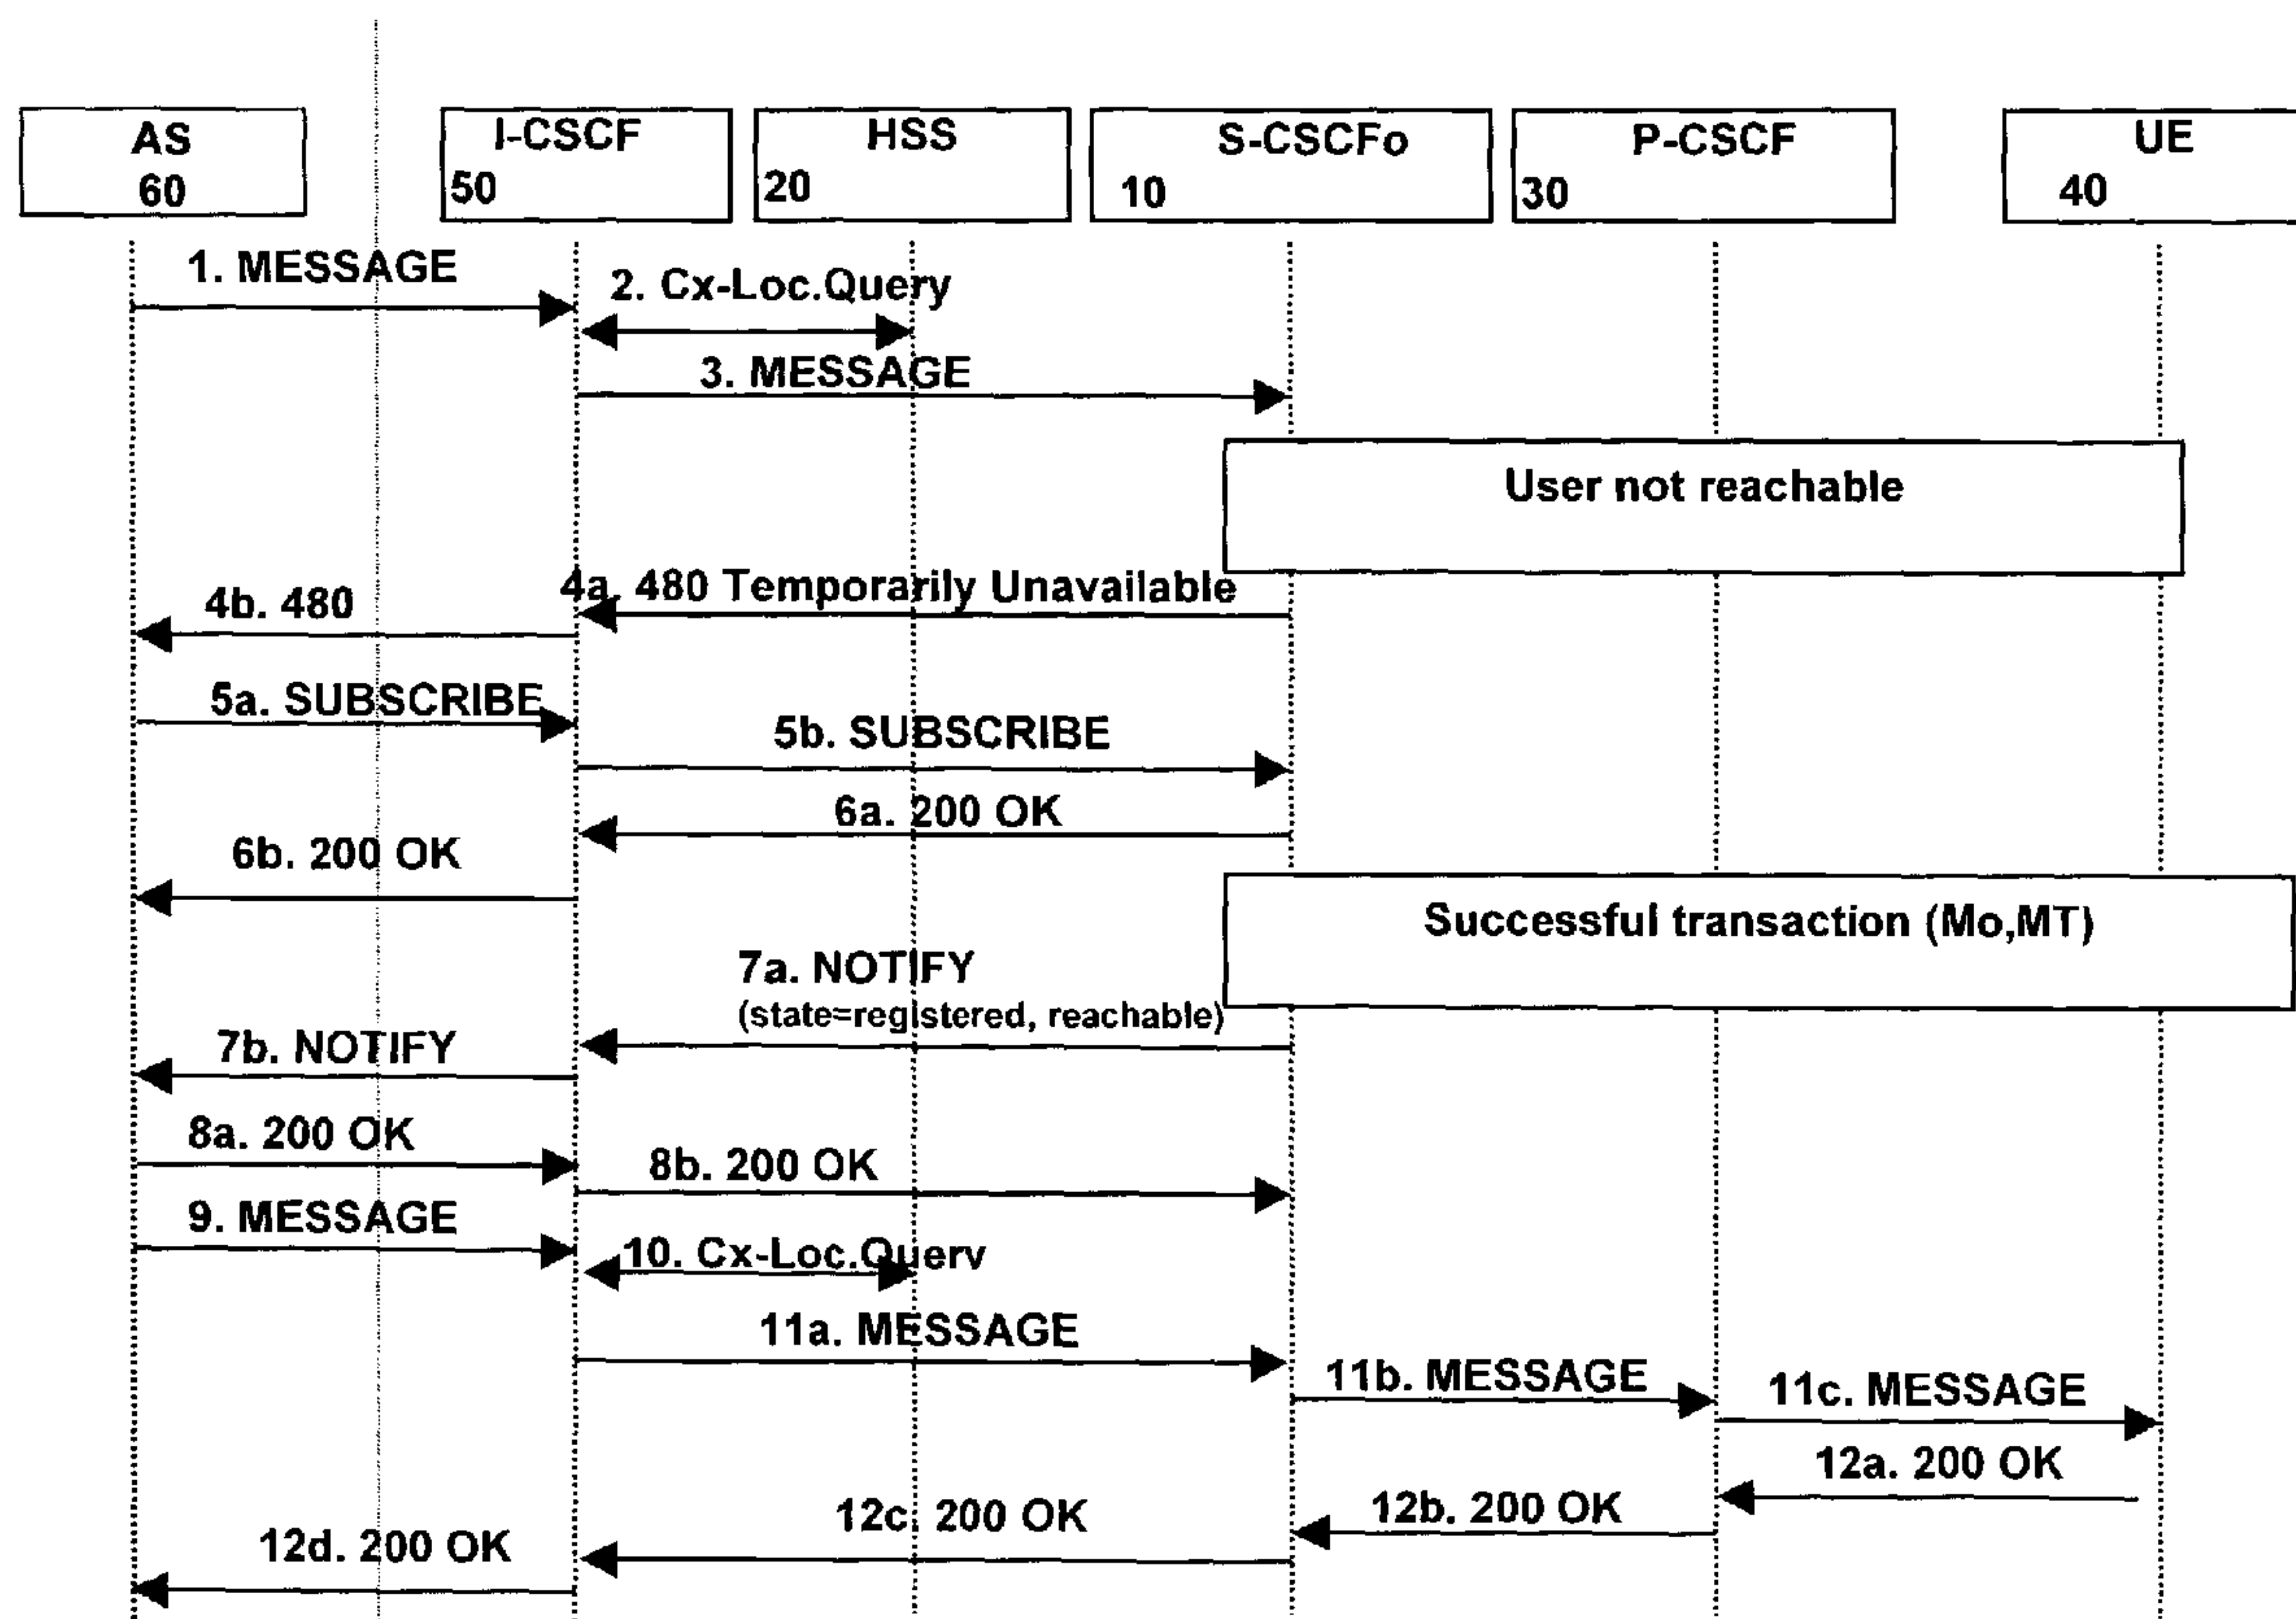 AS
60
I-CSCF
50
HSS
20
S-CSCFo
10
P-CSCF
30
UE
40
1. MESSAGE
2. Cx-Loc.Query
3. MESSAGE
User not reachable
4a. 480 Temporarily Unavailable
4b. 480
5a. SUBSCRIBE
5b. SUBSCRIBE
6a. 200 OK
6b. 200 OK
Successful transaction (Mo,MT)
7a. NOTIFY
(state=registered, reachable)
7b. NOTIFY
8a. 200 OK
8b. 200 OK
9. MESSAGE
10. Cx-Loc.Query
11a. MESSAGE
11b. MESSAGE
11c. MESSAGE
12a. 200 OK
12b. 200 OK
12c. 200 OK
12d. 200 OK